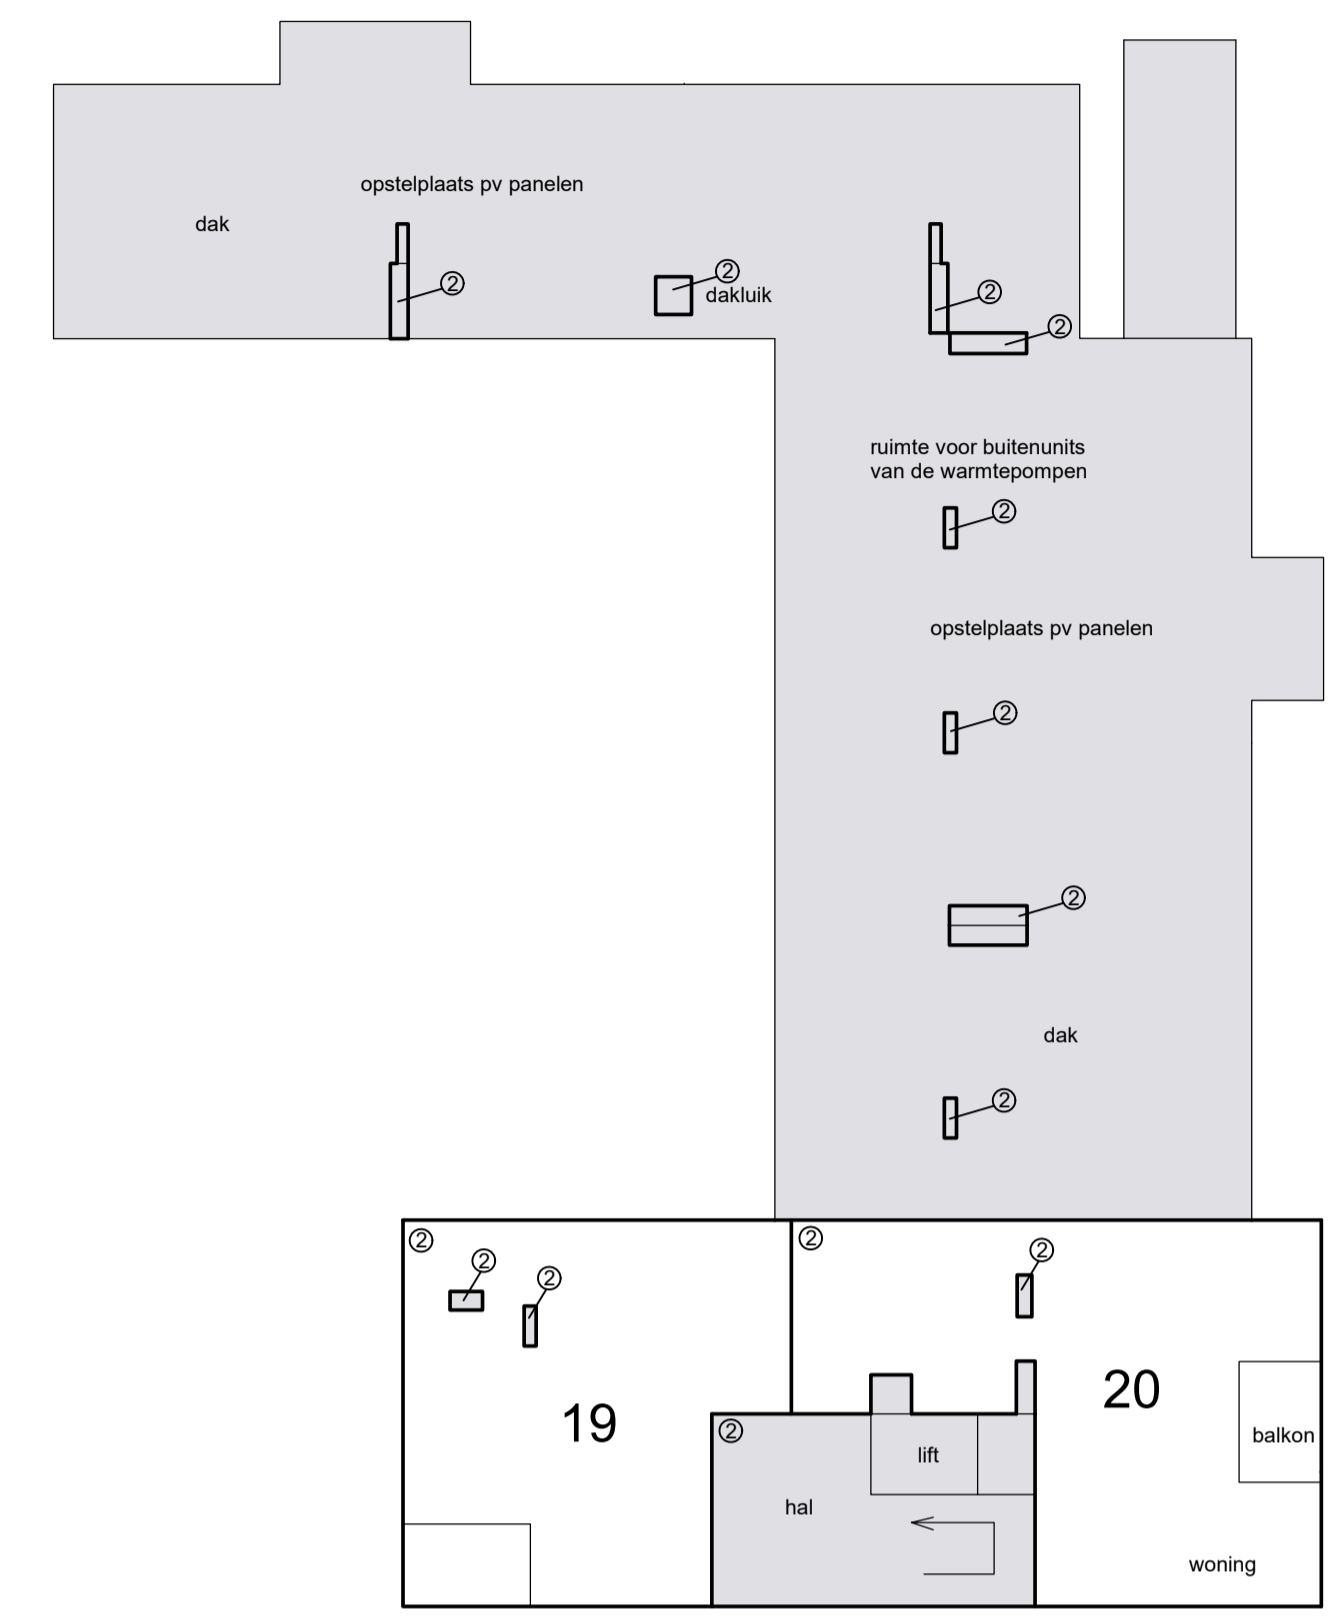 opstelplaats pv panelen
dak
②
②
dakluik
②
②
ruimte voor buitenunits
van de warmtepompen
②
opstelplaats pv panelen
②
②
dak
②
②
②
②
②
②
19
20
②
balkon
lift
hal
woning